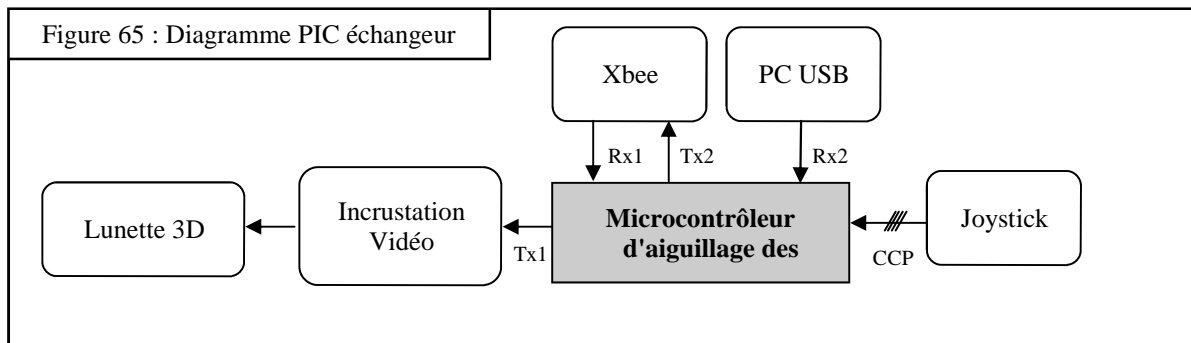 Figure 65 : Diagramme PIC échangeur
Xbee
PC USB
Rx1
Tx2
Rx2
Lunette 3D
Incrustation
Vidéo
Tx1
Microcontrôleur
d'aiguillage des
CCP
Joystick